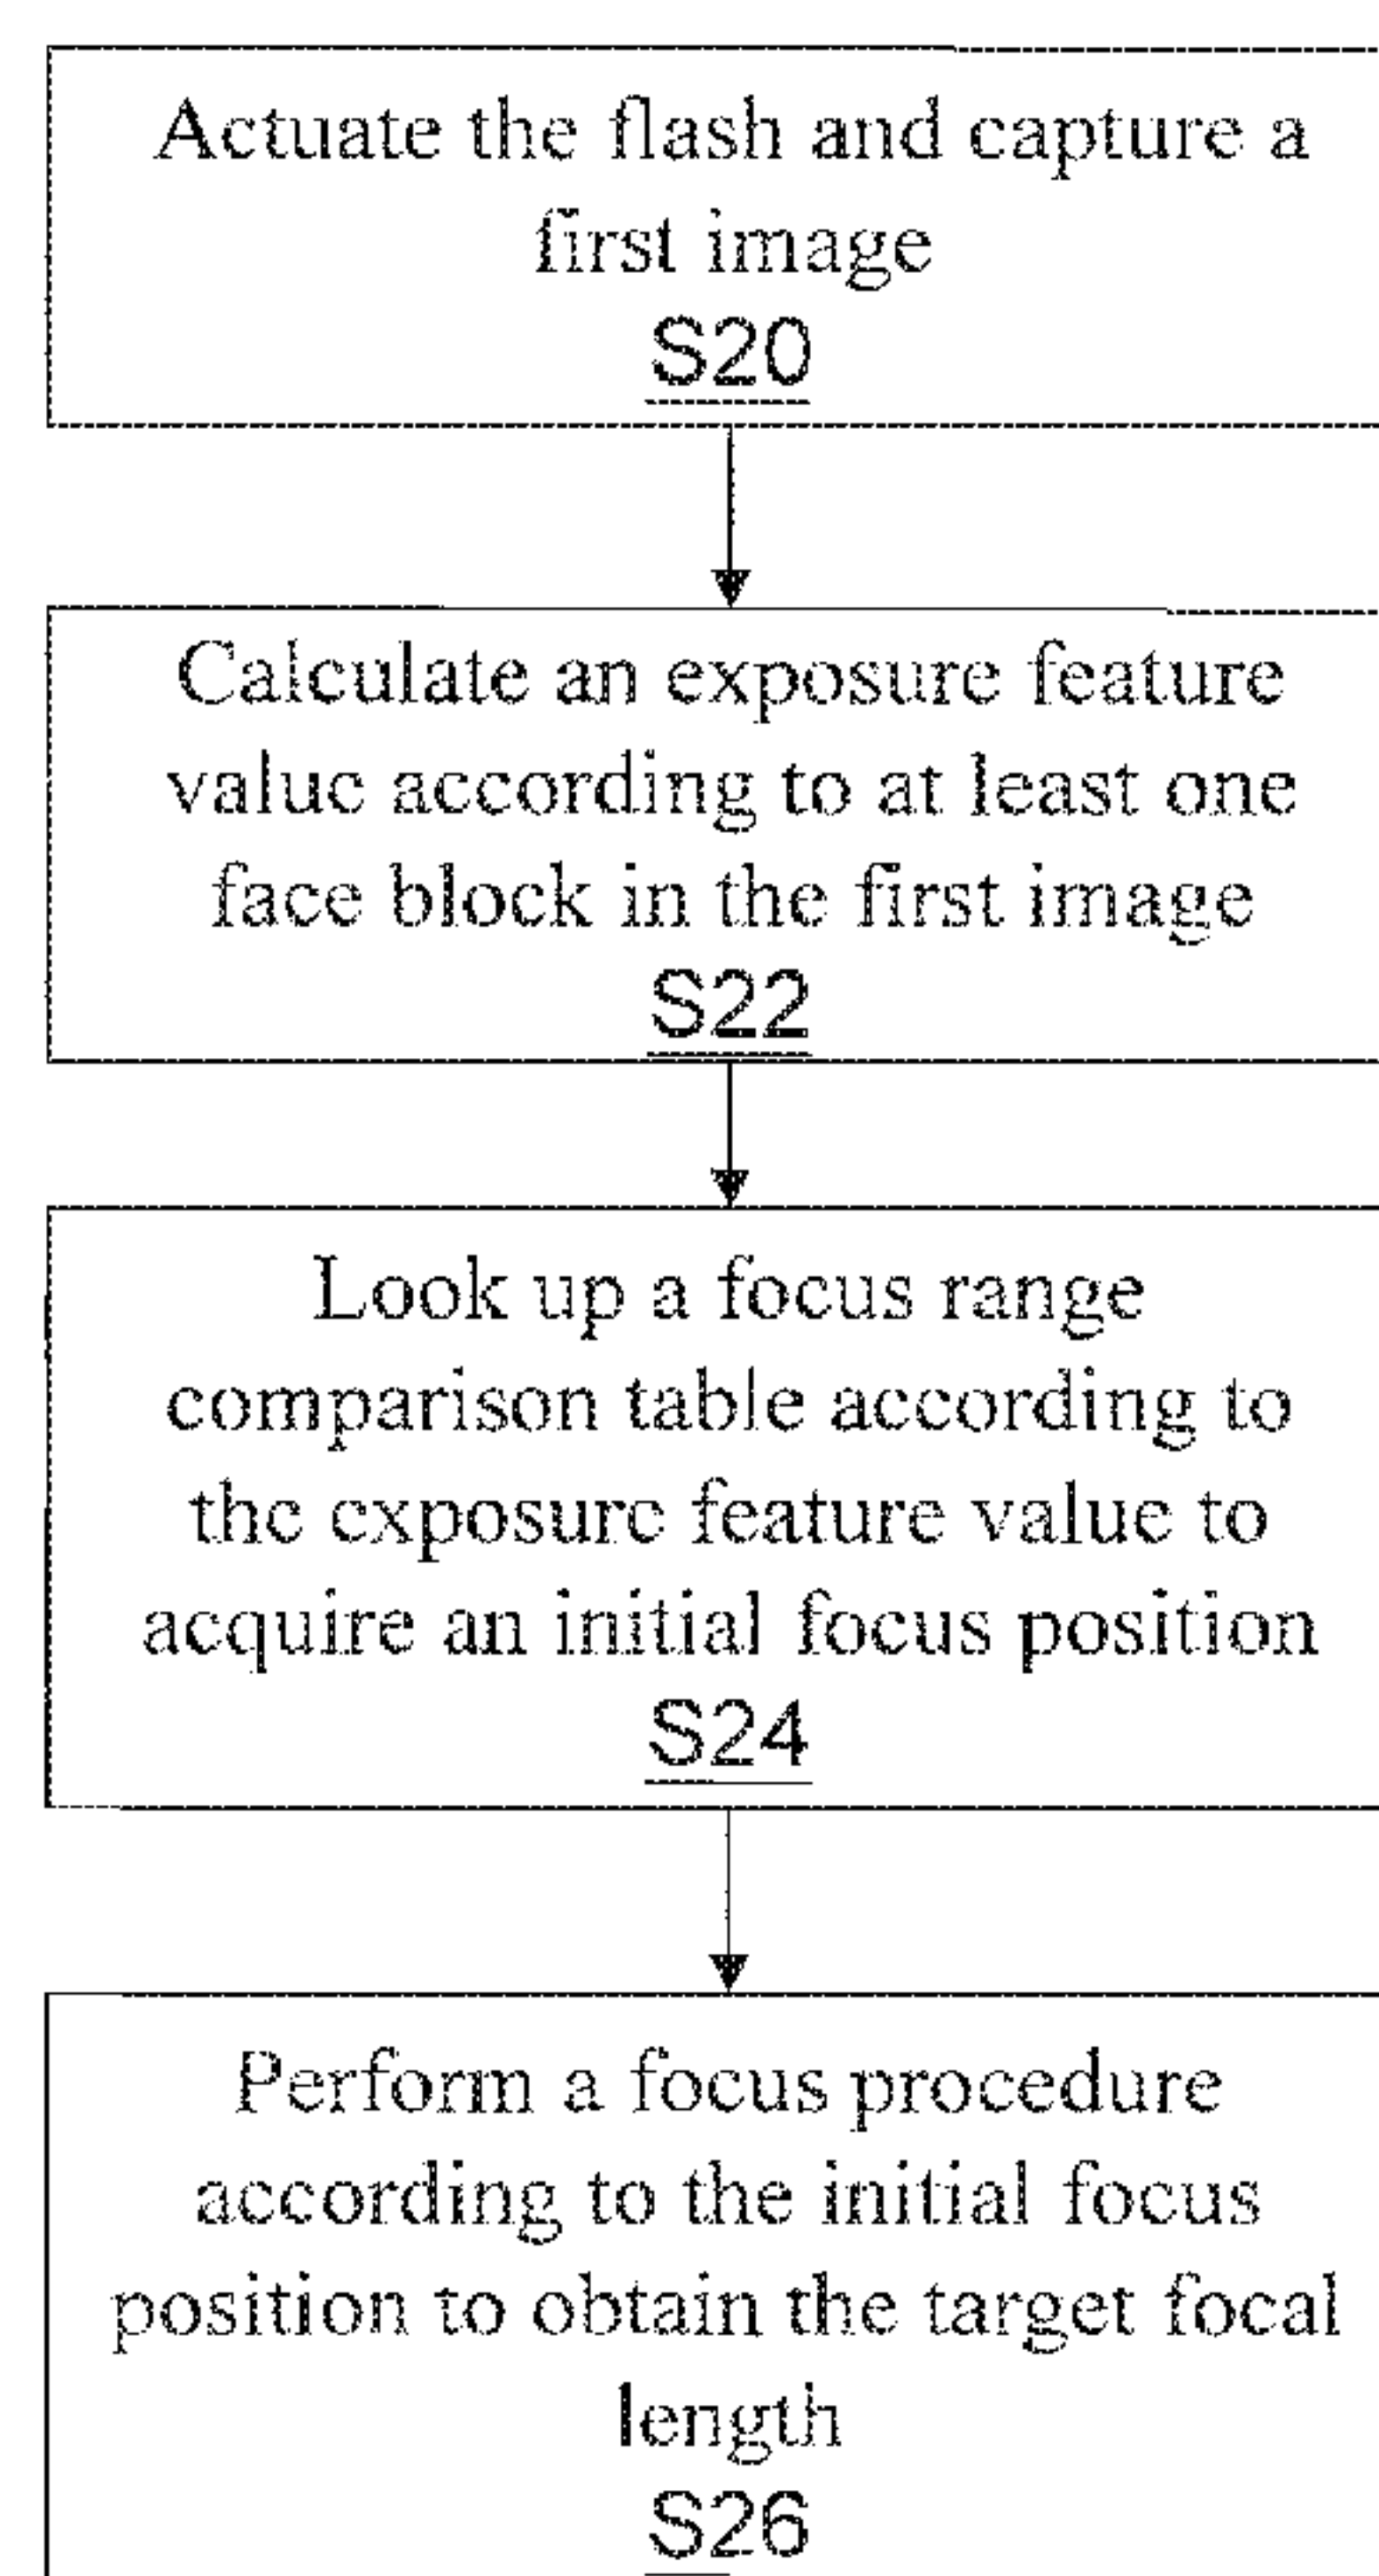 Actuate the flash and capture a
first image
S20
Calculate an exposure feature
value according to at least one
face block in the first image
S22
Look up a focus range
comparison table according to
the exposure feature value to
acquire an initial focus position
S24
Perform a focus procedure
according to the initial focus
position to obtain the target focal
length
S26